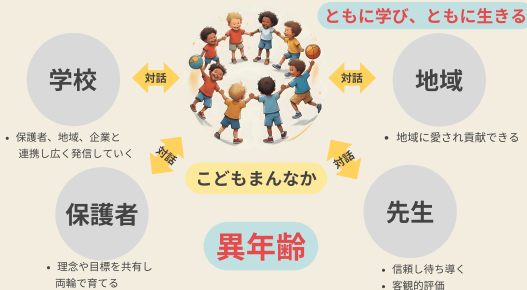 ともに学び、ともに生きる
学校
対話
対話
地域
• 保護者、地域、企業と
連携し広く発信していく
• 地域に愛され貢献できる
対話
対話
こどもまんなか
保護者
先生
異年齢
• 理念や目標を共有し
両輪で育てる
• 信頼し待ち導く
• 客観的評価